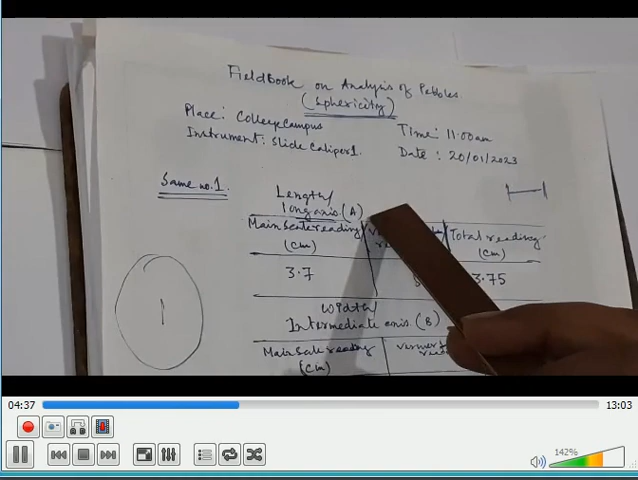 FieldBook on Analysis of Pebbles
(Sphericity)
Place: College Campus
Time: 11:00am
Instrument: Slide Calipers.
Date: 20/01/2023
Same no. 1.
Length/
long axis (A)
Main Scale reading (cm)
Total reading (cm)
3.7
3.75
Width/
Intermediate axis (B)
Main Scale reading (cm)
04:37
13:03
142%